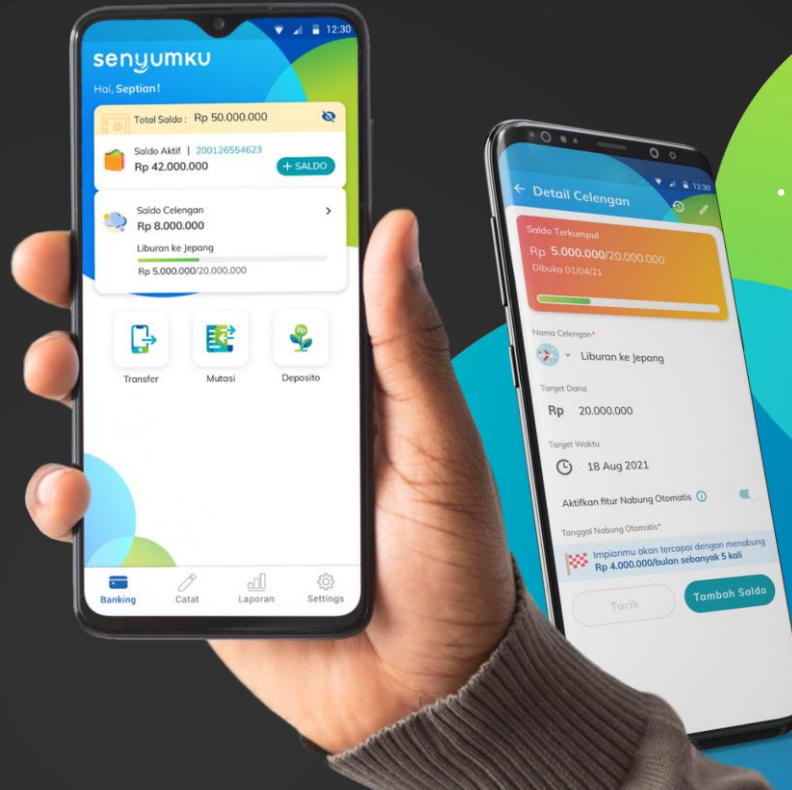 12:30
senyumku
Hai, Septian!
Total Saldo : Rp 50.000.000
Saldo Aktif | 200126554623
Rp 42.000.000
+ SALDO
Saldo Celengan
Rp 8.000.000
Liburan ke Jepang
Rp 5.000.000/20.000.000
Transfer Mutasi Deposito
Banking Catat Laporan Settings
12:30
Detail Celengan
Saldo Terkumpul
Rp 5.000.000/20.000.000
Dibuka 01/04/21
Nama Celengan*
Liburan ke Jepang
Target Dana
Rp 20.000.000
Target Waktu
18 Aug 2021
Aktifkan fitur Nabung Otomatis
Tanggal Nabung Otomatis*
Impianmu akan tercapai dengan menabung
Rp 4.000.000/bulan sebanyak 5 kali
Tarik Tambah Saldo